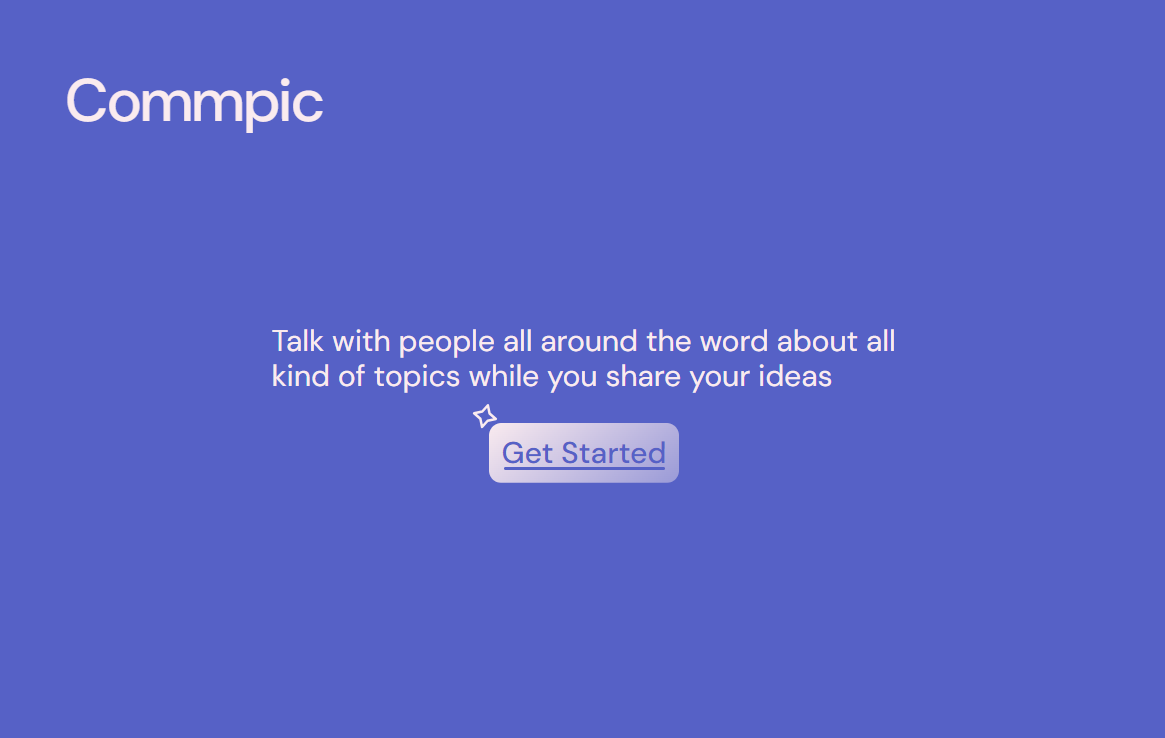 Commpic
Talk with people all around the word about all
kind of topics while you share your ideas
Get Started